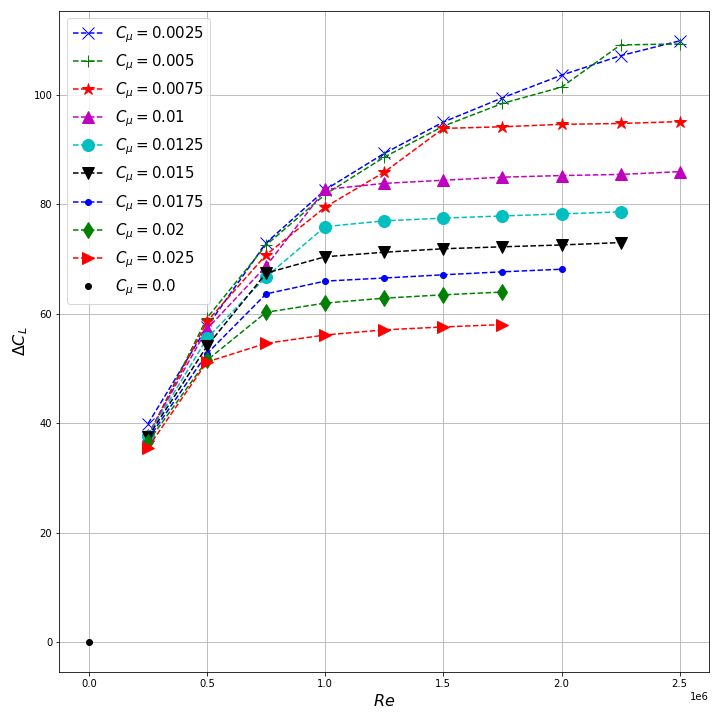 C_μ = 0.0025
C_μ = 0.005
C_μ = 0.0075
C_μ = 0.01
C_μ = 0.0125
C_μ = 0.015
C_μ = 0.0175
C_μ = 0.02
C_μ = 0.025
C_μ = 0.0
ΔC_L
100
80
60
40
20
0
0.0 0.5 1.0 1.5 2.0 2.5
1e6
Re